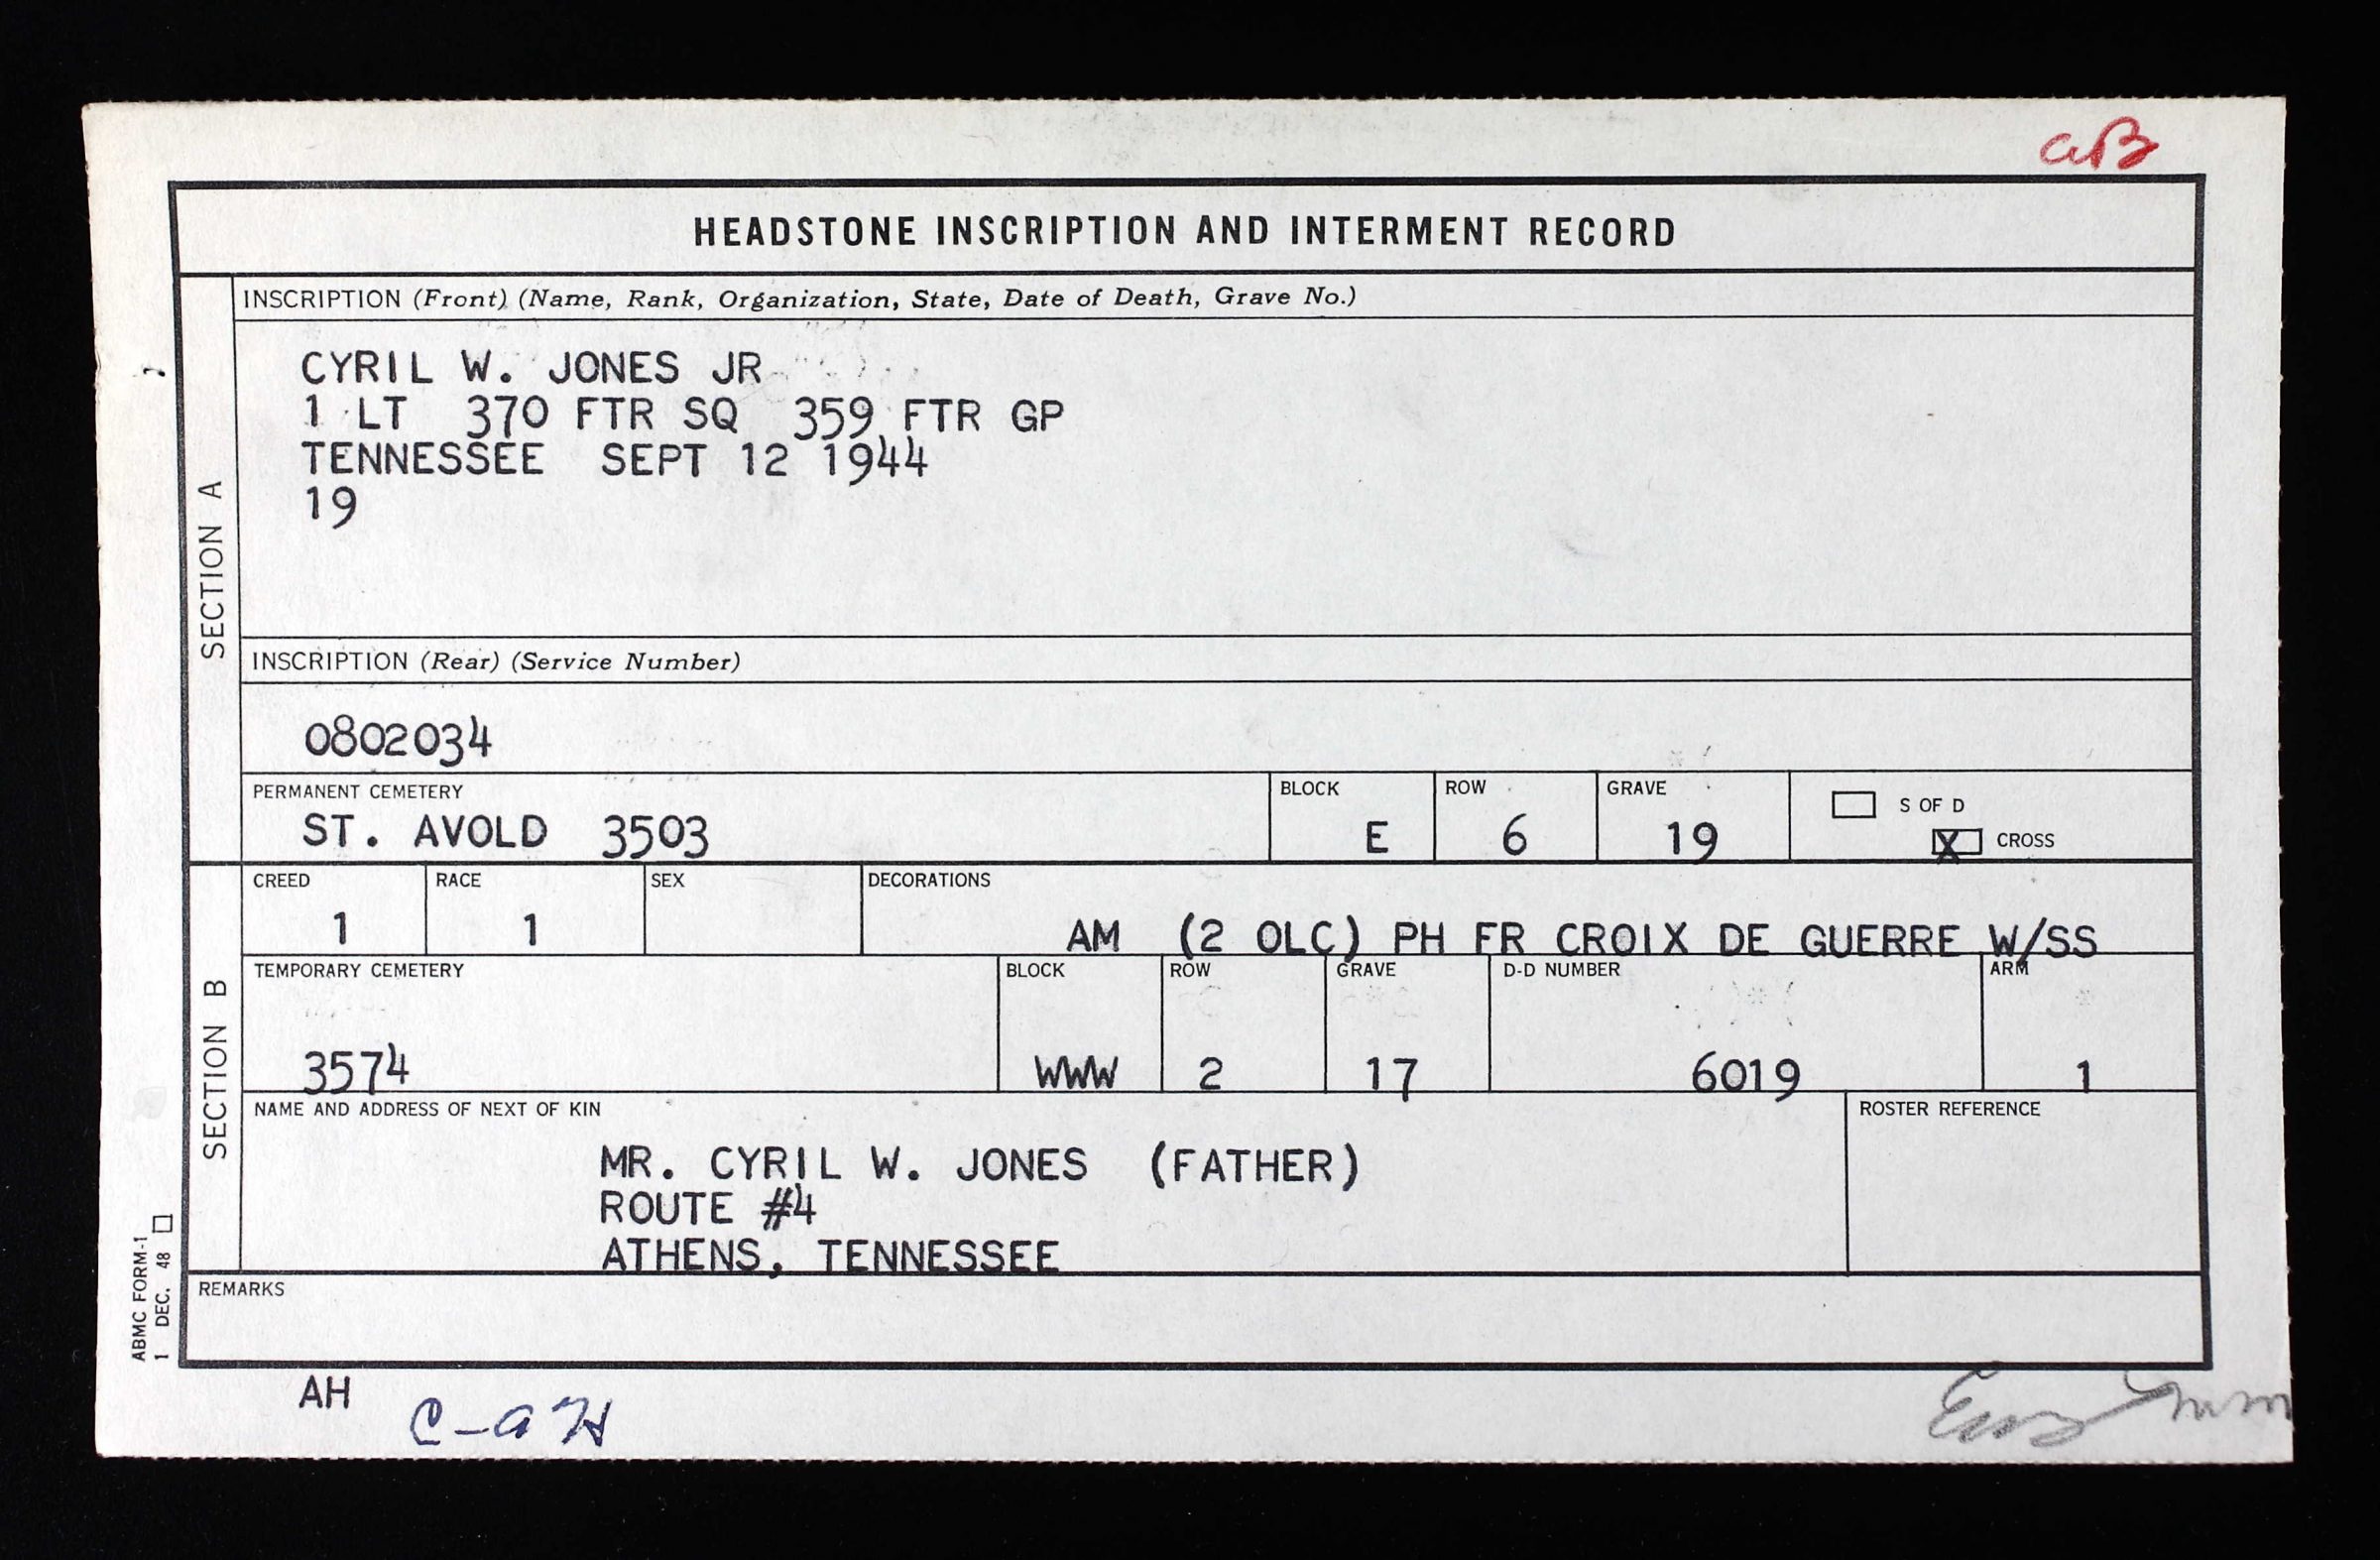 aB
HEADSTONE INSCRIPTION AND INTERMENT RECORD
SECTION A
INSCRIPTION (Front) (Name, Rank, Organization, State, Date of Death, Grave No.)
CYRIL W. JONES JR
1 LT 370 FTR SQ 359 FTR GP
TENNESSEE SEPT 12 1944
19
INSCRIPTION (Rear) (Service Number)
0802034
PERMANENT CEMETERY BLOCK ROW GRAVE S OF D
ST. AVOLD 3503 E 6 19 X CROSS
SECTION B
CREED RACE SEX DECORATIONS
1 1 AM (2 OLC) PH FR CROIX DE GUERRE W/SS
TEMPORARY CEMETERY BLOCK ROW GRAVE D-D NUMBER ARM
3574 WWW 2 17 6019 1
NAME AND ADDRESS OF NEXT OF KIN ROSTER REFERENCE
MR. CYRIL W. JONES (FATHER)
ROUTE #4
ATHENS, TENNESSEE
REMARKS
ABMC FORM-1
1 DEC. 48
AH
C-aH